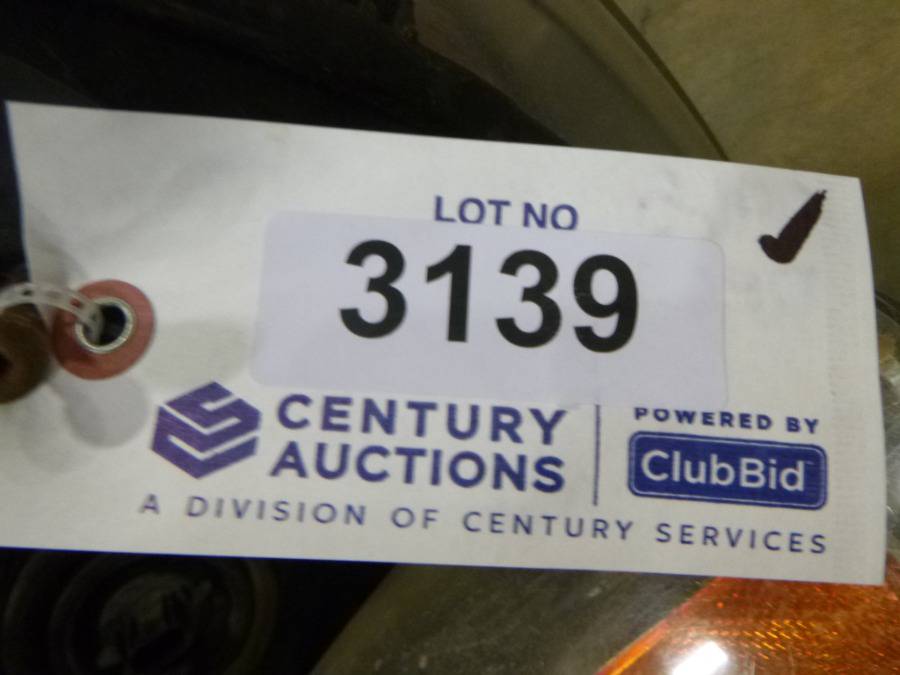 LOT NO
3139
CENTURY
AUCTIONS
A DIVISION OF CENTURY SERVICES
POWERED BY
ClubBid